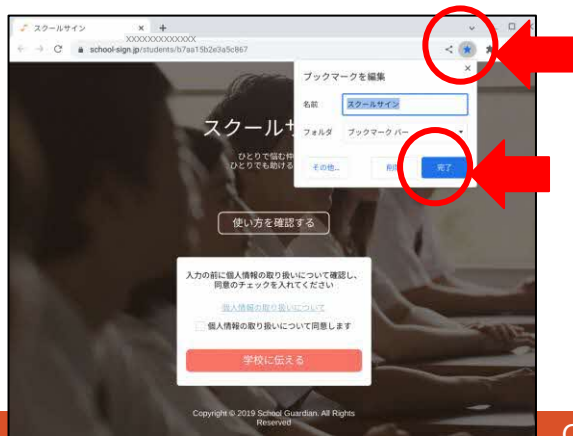 スクールサイン
XXXXXXXXXXXXX
school-sign.jp/students/b7aa15b2e3a5c867
ブックマークを編集
名前 スクールサイン
フォルダ ブックマーク バー
その他... 完了
スクール
ひとりで悩む
ひとりでも助ける
使い方を確認する
入力の前に個人情報の取り扱いについて確認し、
同意のチェックを入れてください
個人情報の取り扱いについて
個人情報の取り扱いについて同意します
学校に伝える
Copyright © 2019 School Guardian. All Rights
Reserved